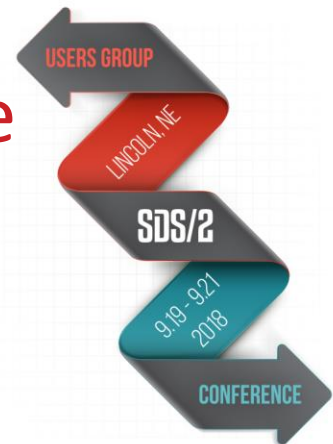 e
USERS GROUP
LINCOLN, NE
SDS/2
9.19 - 9.21
2018
CONFERENCE